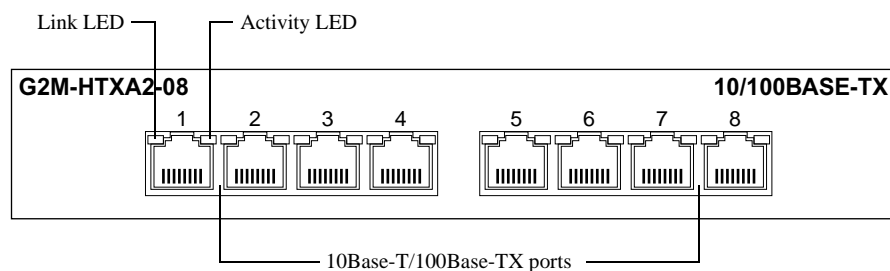 Link LED Activity LED
G2M-HTXA2-08 10/100BASE-TX
1 2 3 4 5 6 7 8
10Base-T/100Base-TX ports